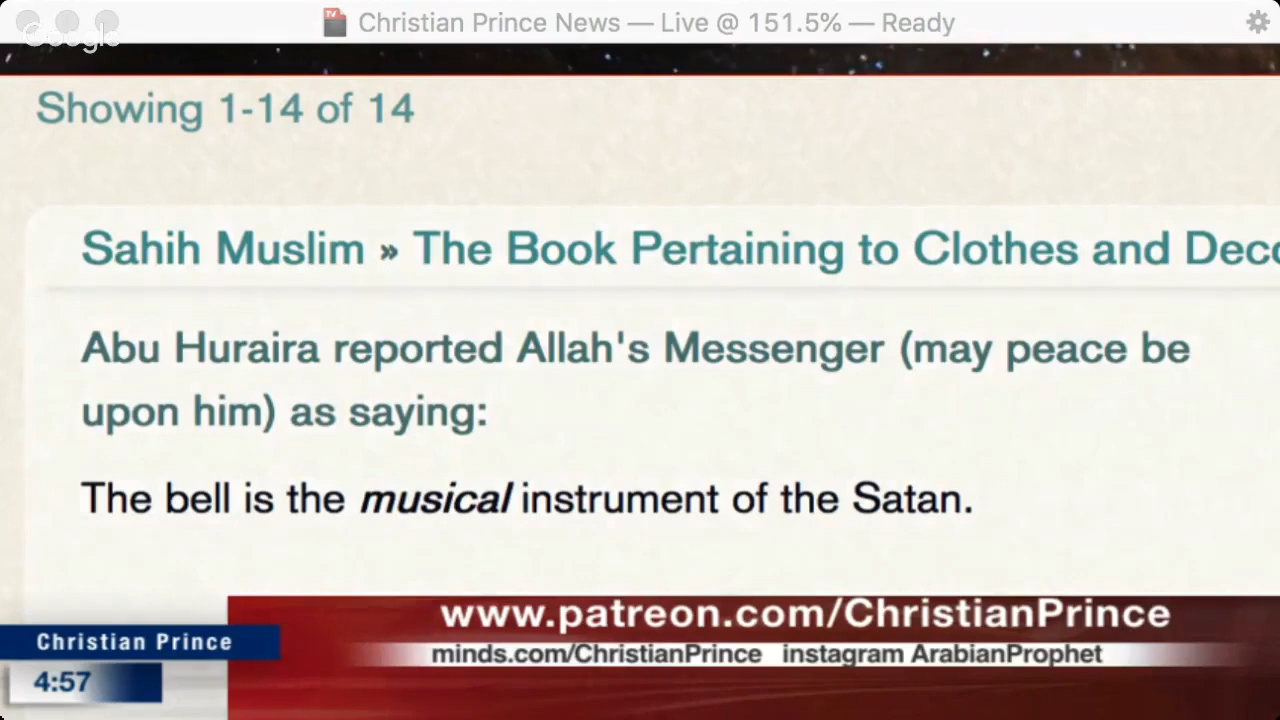 Christian Prince News — Live @ 151.5% — Ready
Google
Showing 1-14 of 14
Sahih Muslim » The Book Pertaining to Clothes and Deco
Abu Huraira reported Allah's Messenger (may peace be
upon him) as saying:
The bell is the musical instrument of the Satan.
www.patreon.com/ChristianPrince
Christian Prince
minds.com/ChristianPrince instagram ArabianProphet
4:57